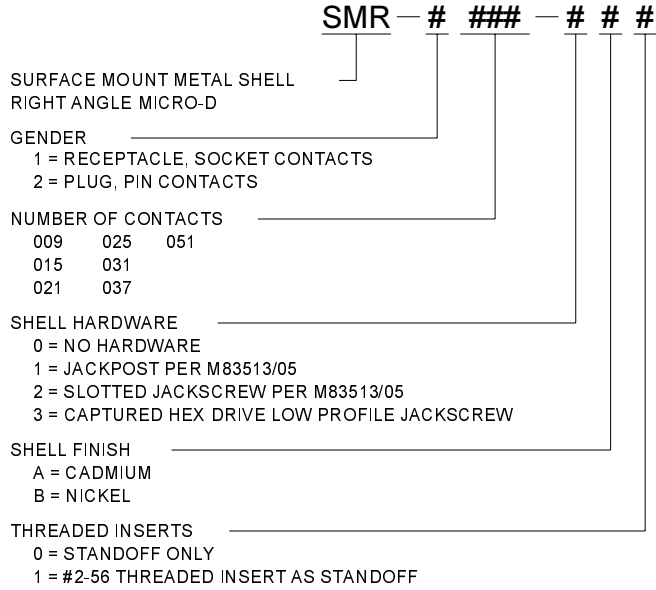 SMR – # ### – # # #
SURFACE MOUNT METAL SHELL
RIGHT ANGLE MICRO-D
GENDER
1 = RECEPTACLE, SOCKET CONTACTS
2 = PLUG, PIN CONTACTS
NUMBER OF CONTACTS
009 025 051
015 031
021 037
SHELL HARDWARE
0 = NO HARDWARE
1 = JACKPOST PER M83513/05
2 = SLOTTED JACKSCREW PER M83513/05
3 = CAPTURED HEX DRIVE LOW PROFILE JACKSCREW
SHELL FINISH
A = CADMIUM
B = NICKEL
THREADED INSERTS
0 = STANDOFF ONLY
1 = #2-56 THREADED INSERT AS STANDOFF